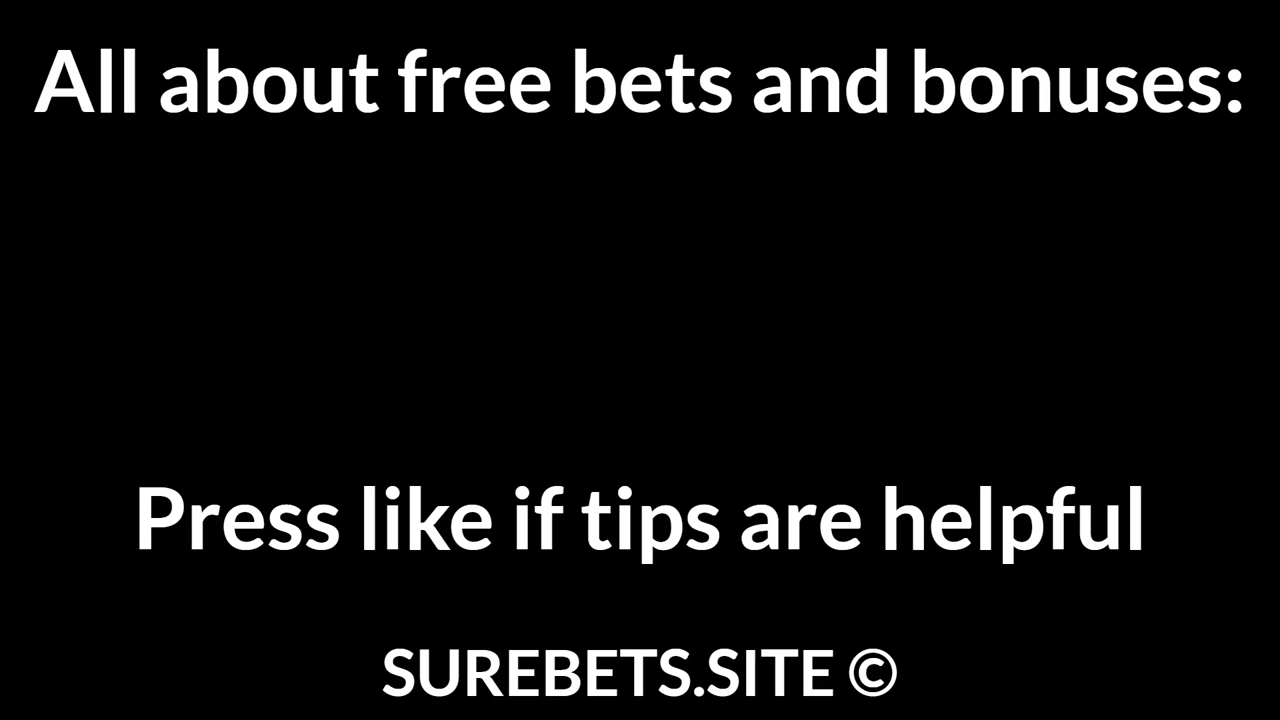 All about free bets and bonuses:
Press like if tips are helpful
SUREBETS.SITE ©